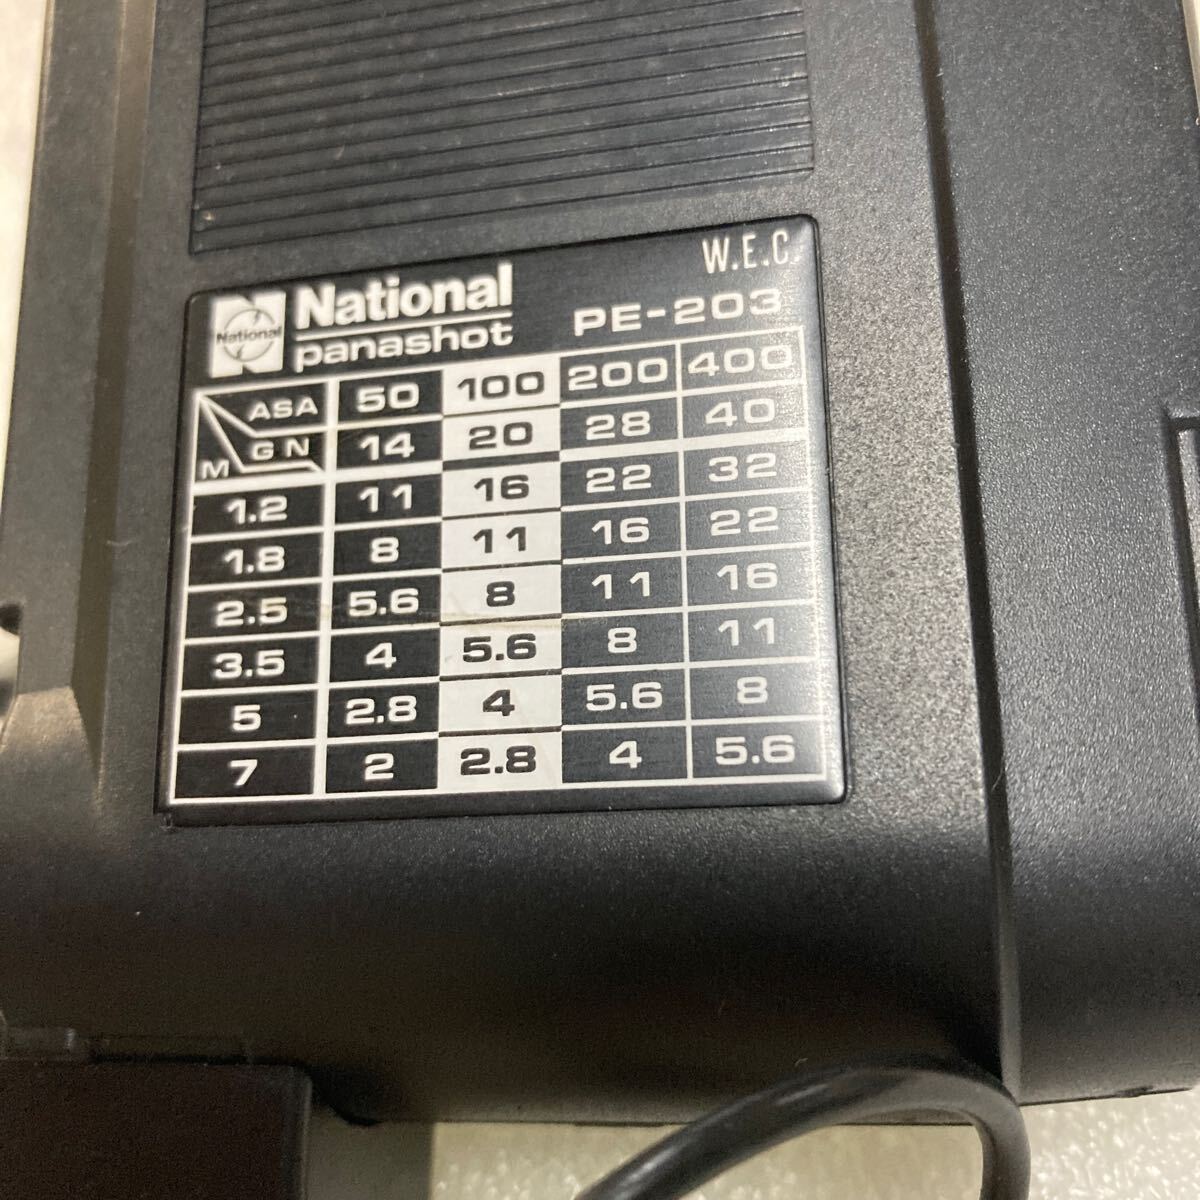 W.E.C.
National
National
panashot
PE-203
ASA 50 100 200 400
M GN 14 20 28 40
1.2 11 16 22 32
1.8 8 11 16 22
2.5 5.6 8 11 16
3.5 4 5.6 8 11
5 2.8 4 5.6 8
7 2 2.8 4 5.6